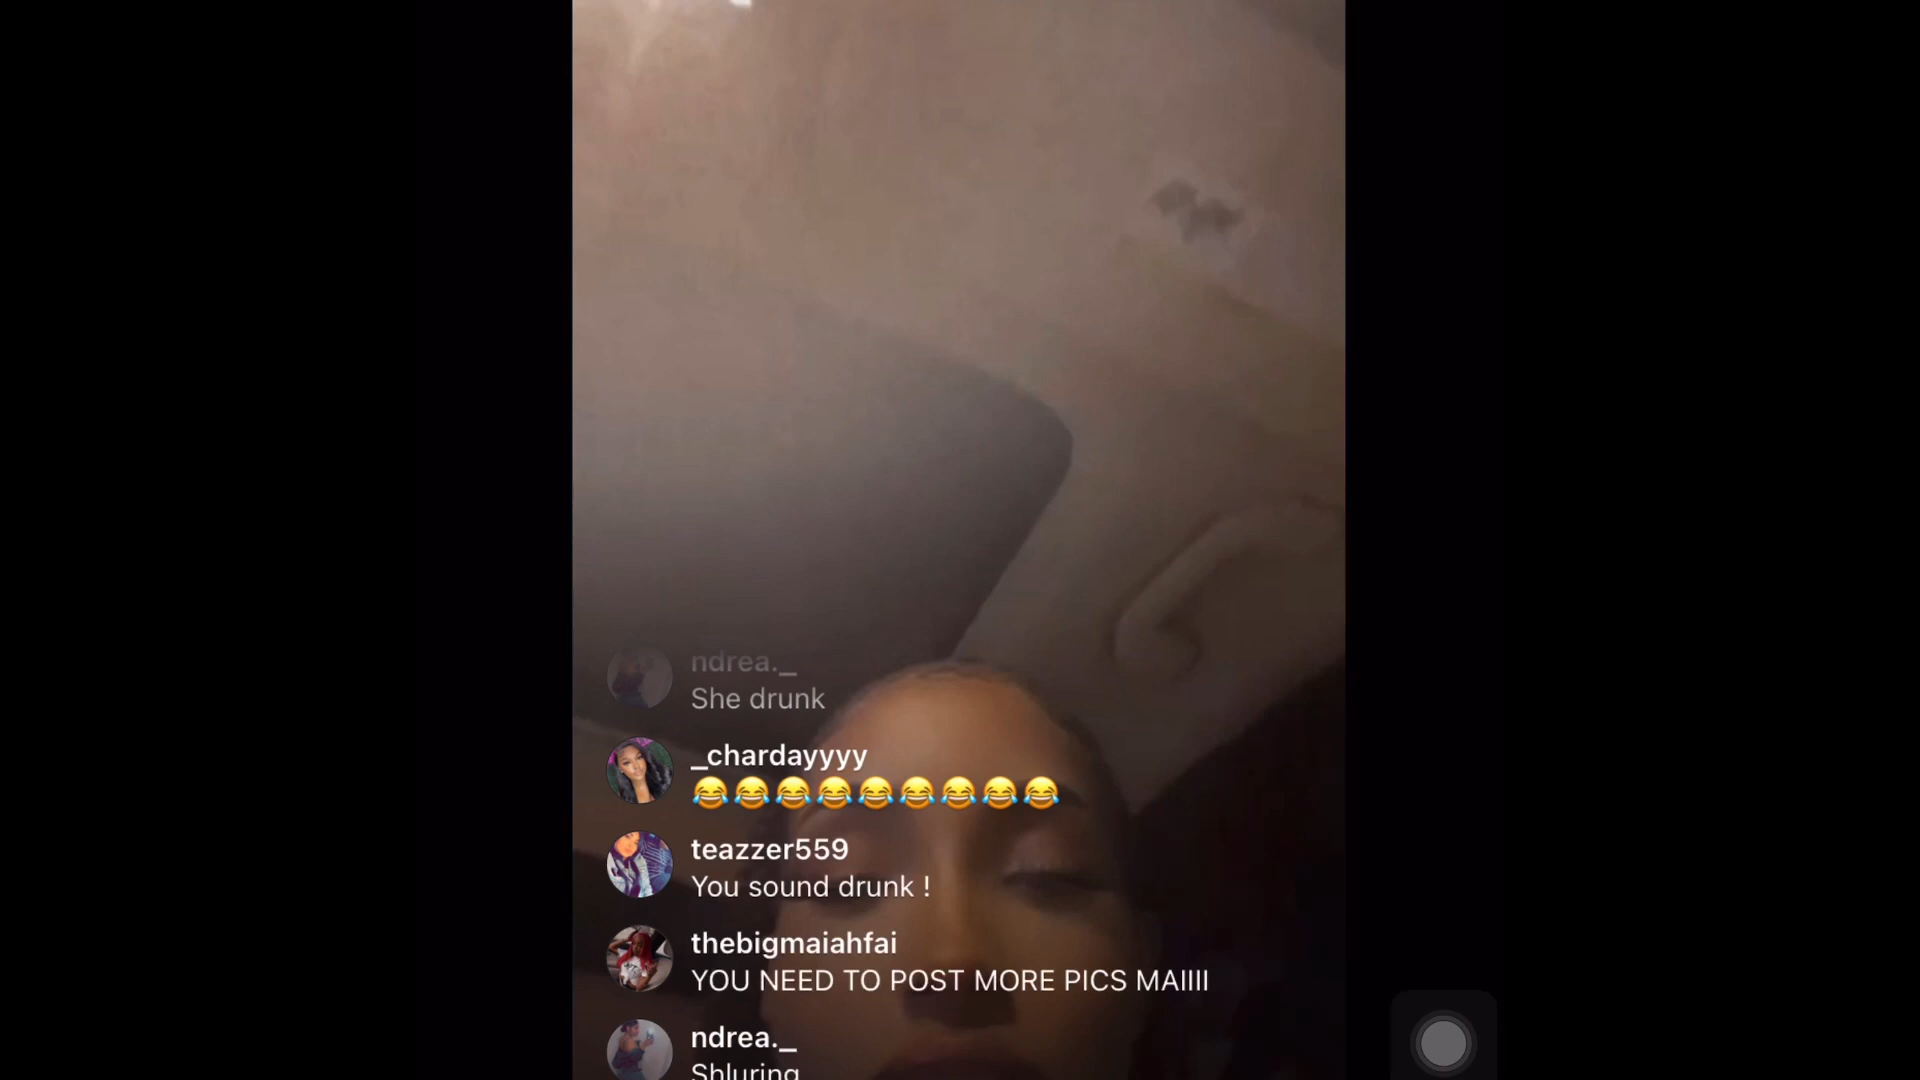 ndrea._
She drunk
_chardayyyy
😂😂😂😂😂😂😂😂😂
teazzer559
You sound drunk !
thebigmaiahfai
YOU NEED TO POST MORE PICS MAIIII
ndrea._
Shluring